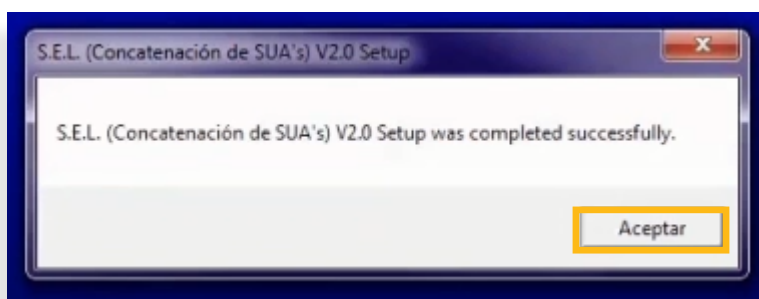 S.E.L. (Concatenación de SUA's) V2.0 Setup
S.E.L. (Concatenación de SUA's) V2.0 Setup was completed successfully.
Aceptar